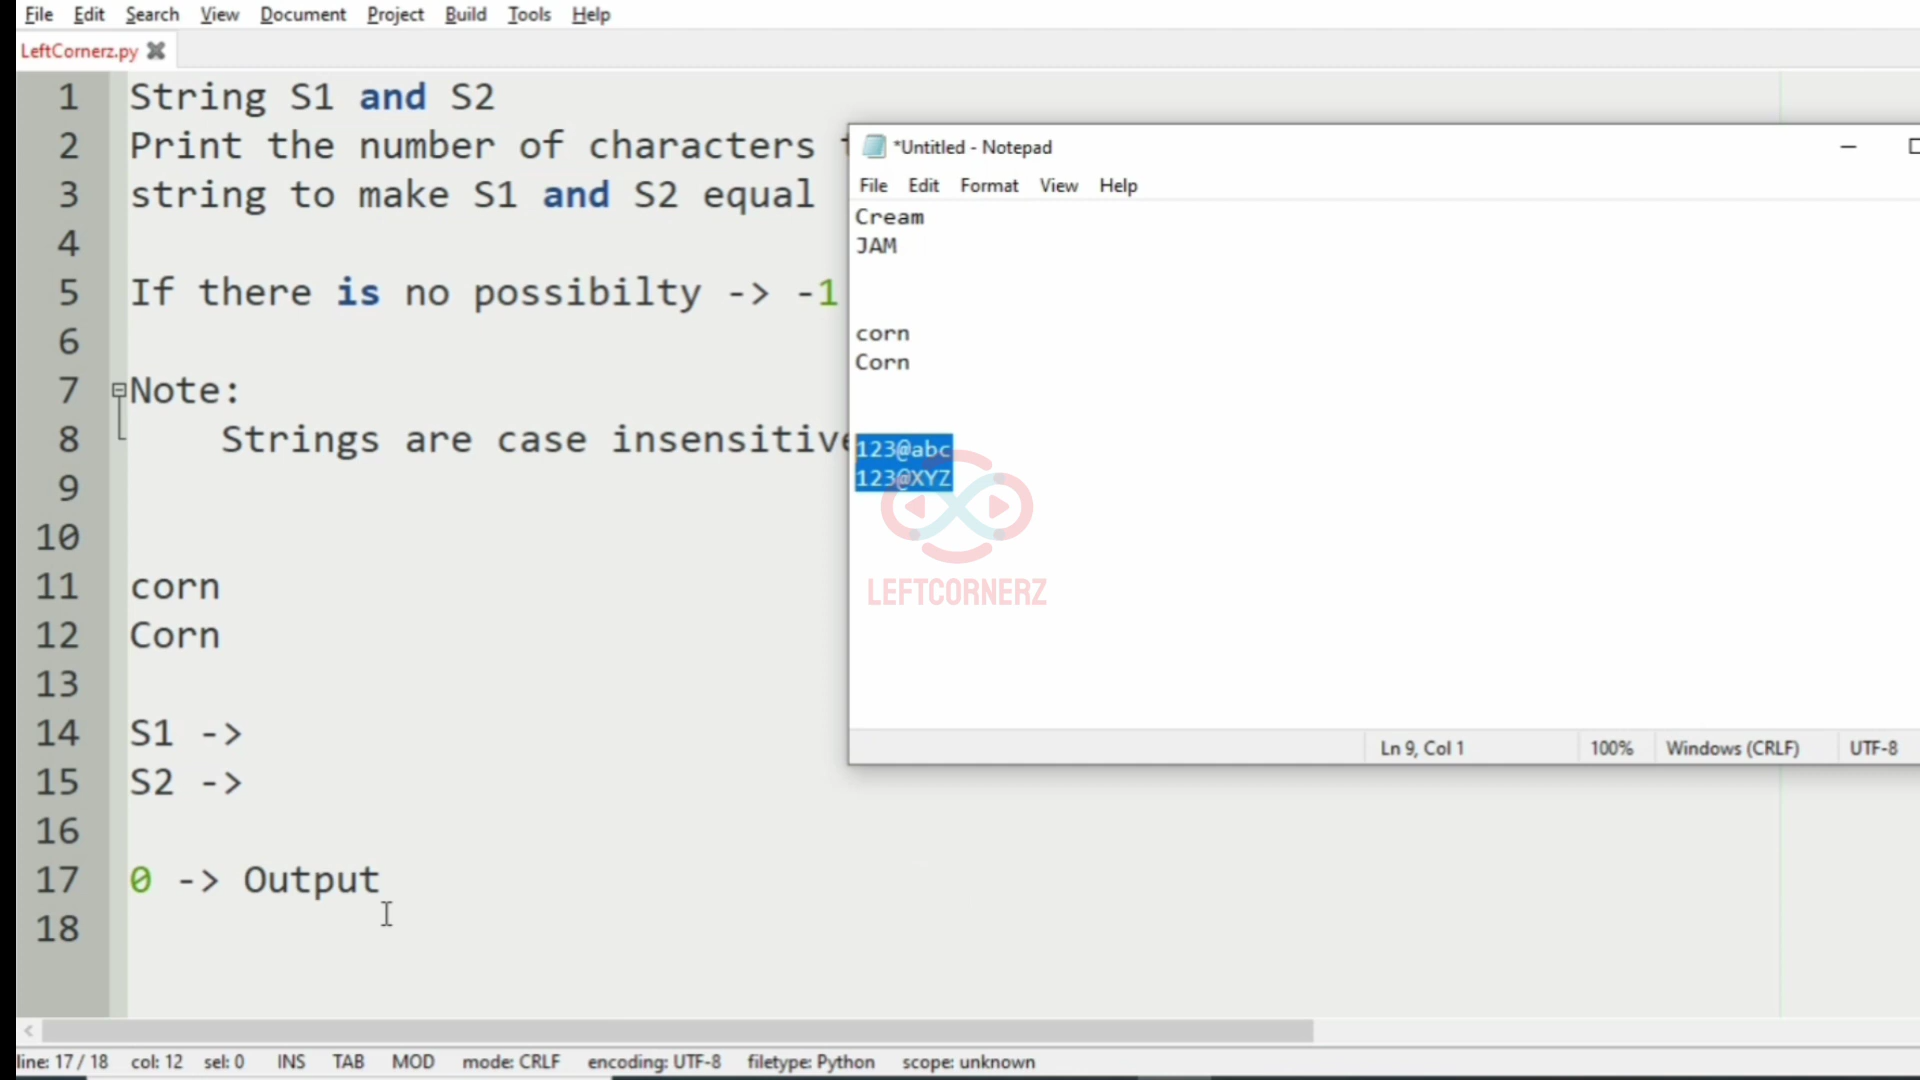 File Edit Search View Document Project Build Tools Help
LeftCornerz.py
1 String S1 and S2
2 Print the number of characters
3 string to make S1 and S2 equal
4
5 If there is no possibilty -> -1
6
7 Note:
8 Strings are case insensitive
9
10
11 corn
12 Corn
13
14 S1 ->
15 S2 ->
16
17 0 -> Output
18
*Untitled - Notepad
File Edit Format View Help
Cream
JAM
corn
Corn
123@abc
123@XYZ
LEFTCORNERZ
Ln 9, Col 1 100% Windows (CRLF) UTF-8
line: 17 / 18 col: 12 sel: 0 INS TAB MOD mode: CRLF encoding: UTF-8 filetype: Python scope: unknown